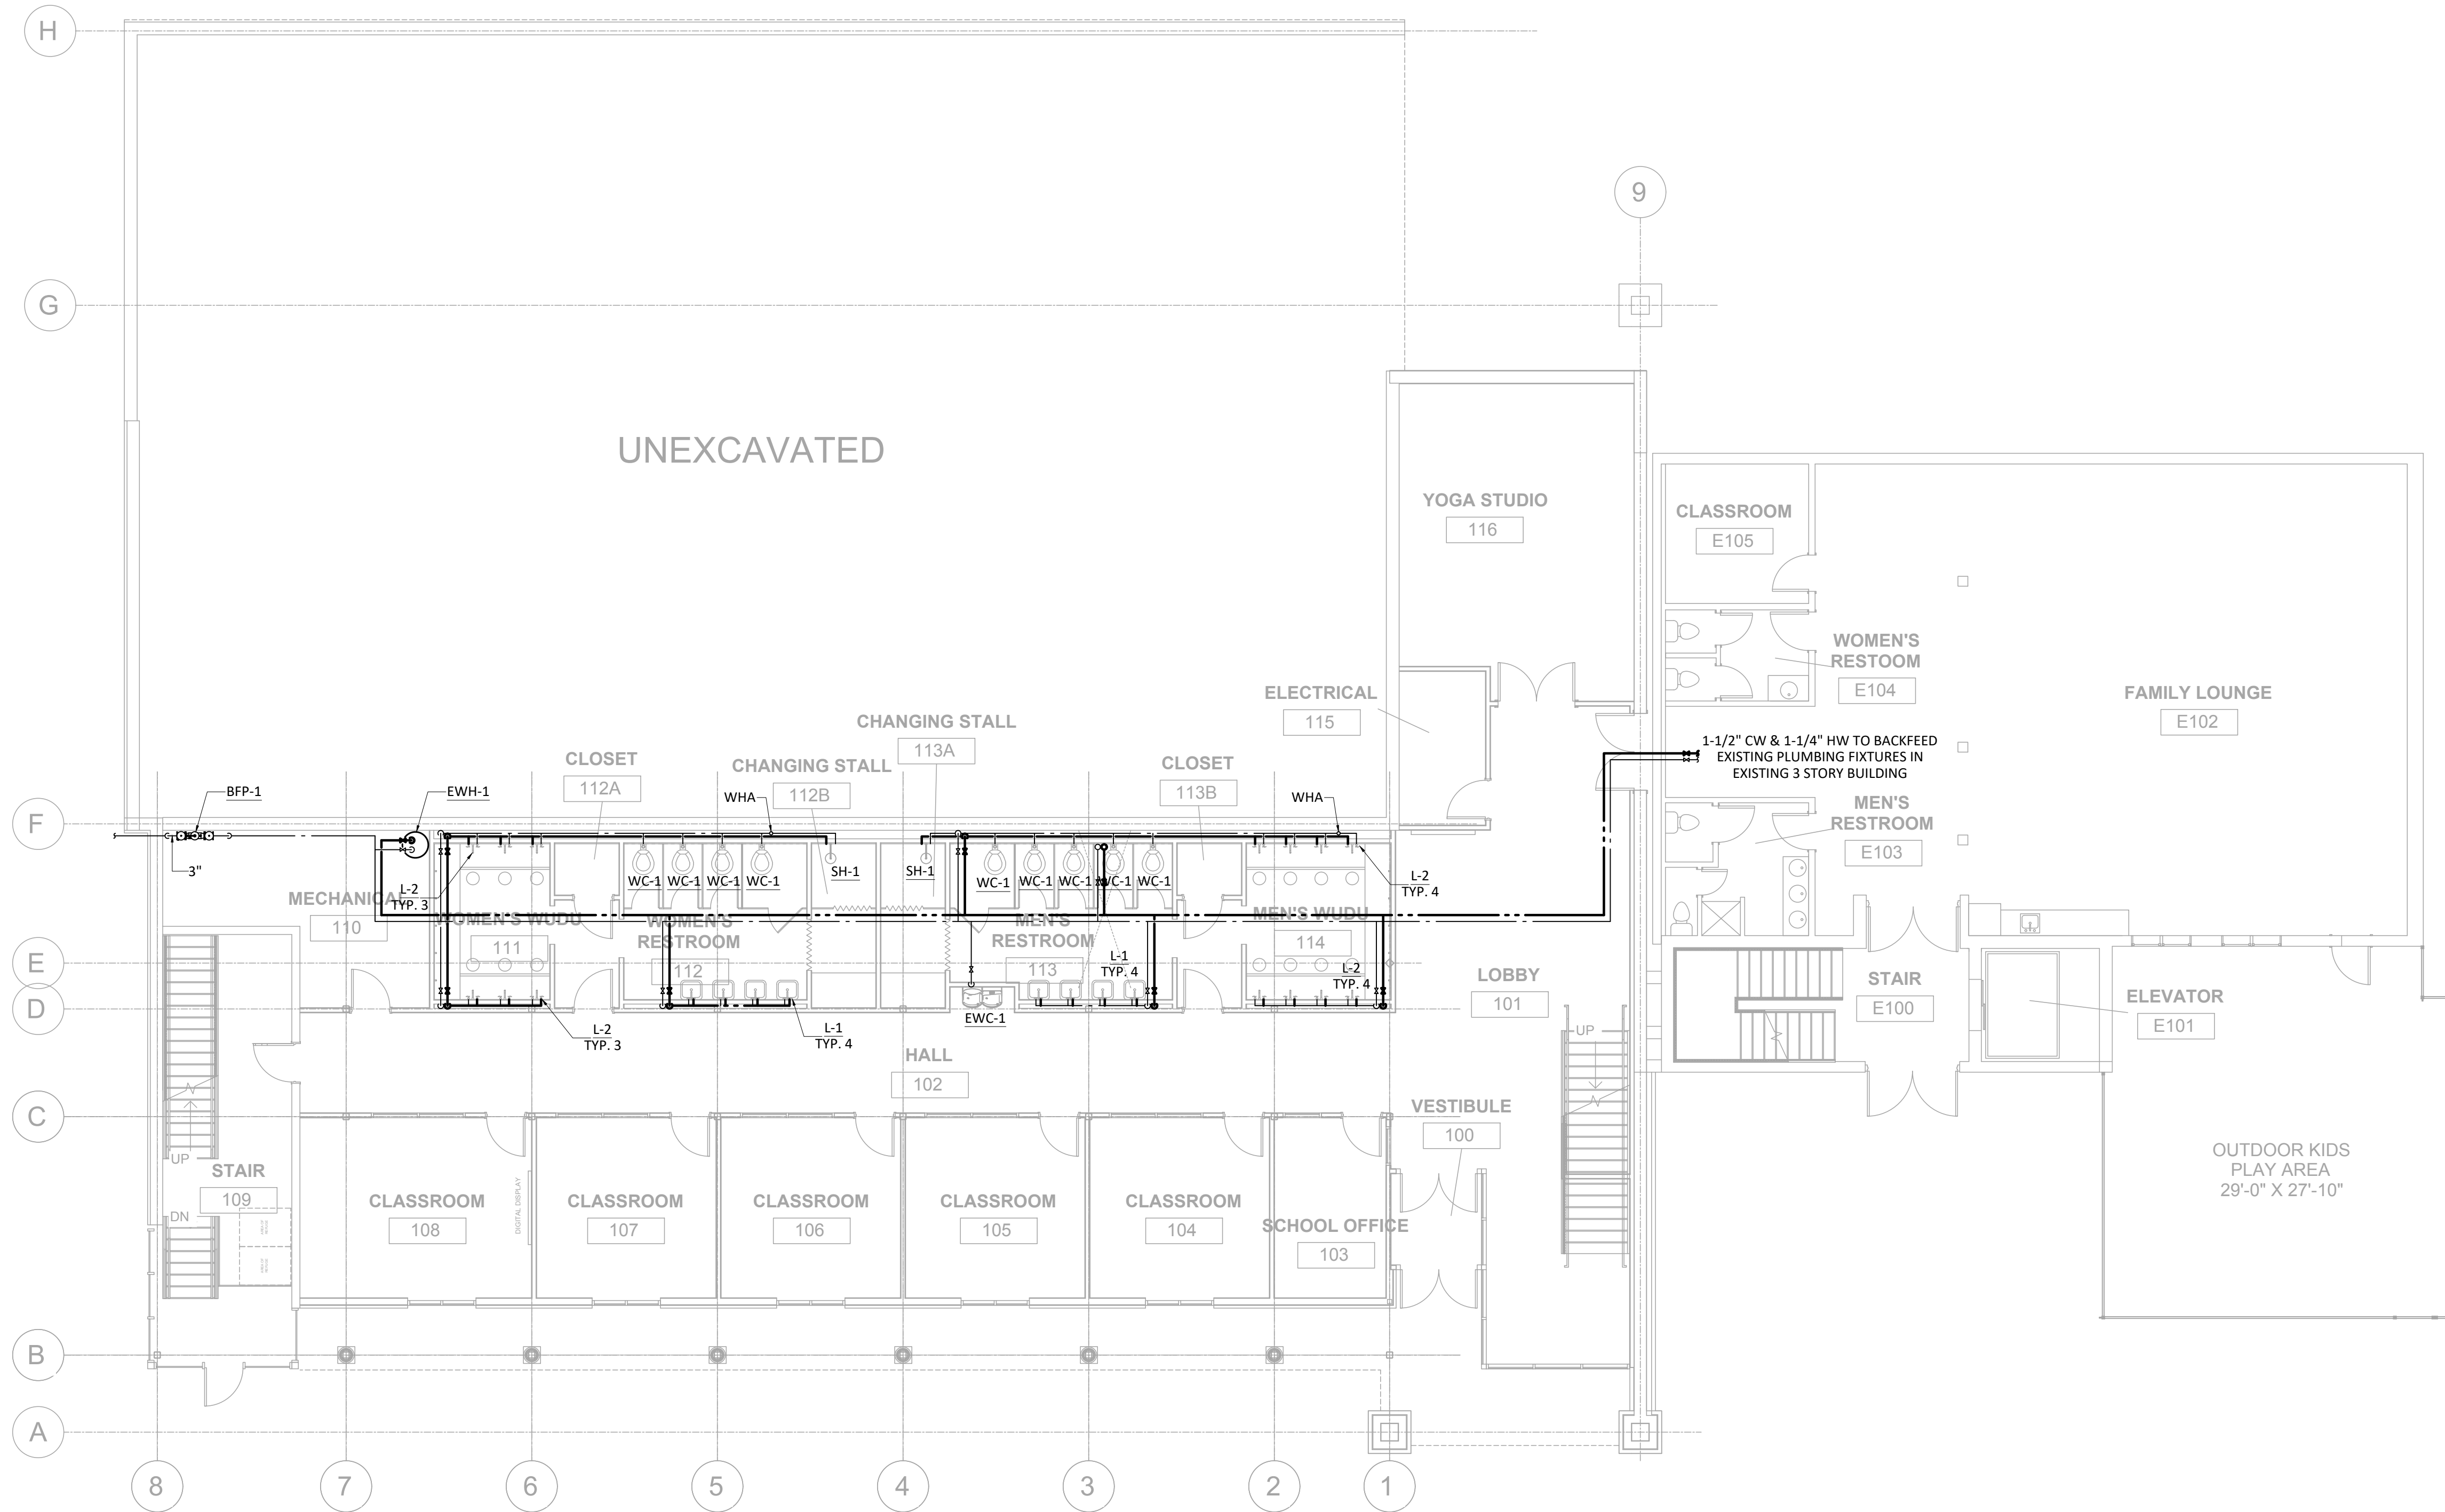 H
9
G
UNEXCAVATED
YOGA STUDIO
116
CLASSROOM
E105
WOMEN'S
RESTOOM
E104
FAMILY LOUNGE
E102
ELECTRICAL
115
CHANGING STALL
113A
CLOSET
112A
CHANGING STALL
112B
CLOSET
113B
1-1/2" CW & 1-1/4" HW TO BACKFEED
EXISTING PLUMBING FIXTURES IN
EXISTING 3 STORY BUILDING
BFP-1
EWH-1
WHA
WHA
F
MEN'S
RESTROOM
E103
3"
MECHANICAL
110
L-2
TYP. 3
WC-1
WC-1
WC-1
WC-1
SH-1
SH-1
WC-1
WC-1
WC-1
WC-1
WC-1
L-2
TYP. 4
WOMEN'S WUDU
111
WOMEN'S
RESTROOM
112
MEN'S
RESTROOM
113
MEN'S WUDU
114
E
L-1
TYP. 4
L-2
TYP. 4
LOBBY
101
STAIR
E100
ELEVATOR
E101
D
EWC-1
L-2
TYP. 3
L-1
TYP. 4
UP
HALL
102
C
VESTIBULE
100
UP
STAIR
109
DN
DIGITAL DISPLAY
CLASSROOM
108
CLASSROOM
107
CLASSROOM
106
CLASSROOM
105
CLASSROOM
104
SCHOOL OFFICE
103
OUTDOOR KIDS
PLAY AREA
29'-0" X 27'-10"
B
A
8
7
6
5
4
3
2
1